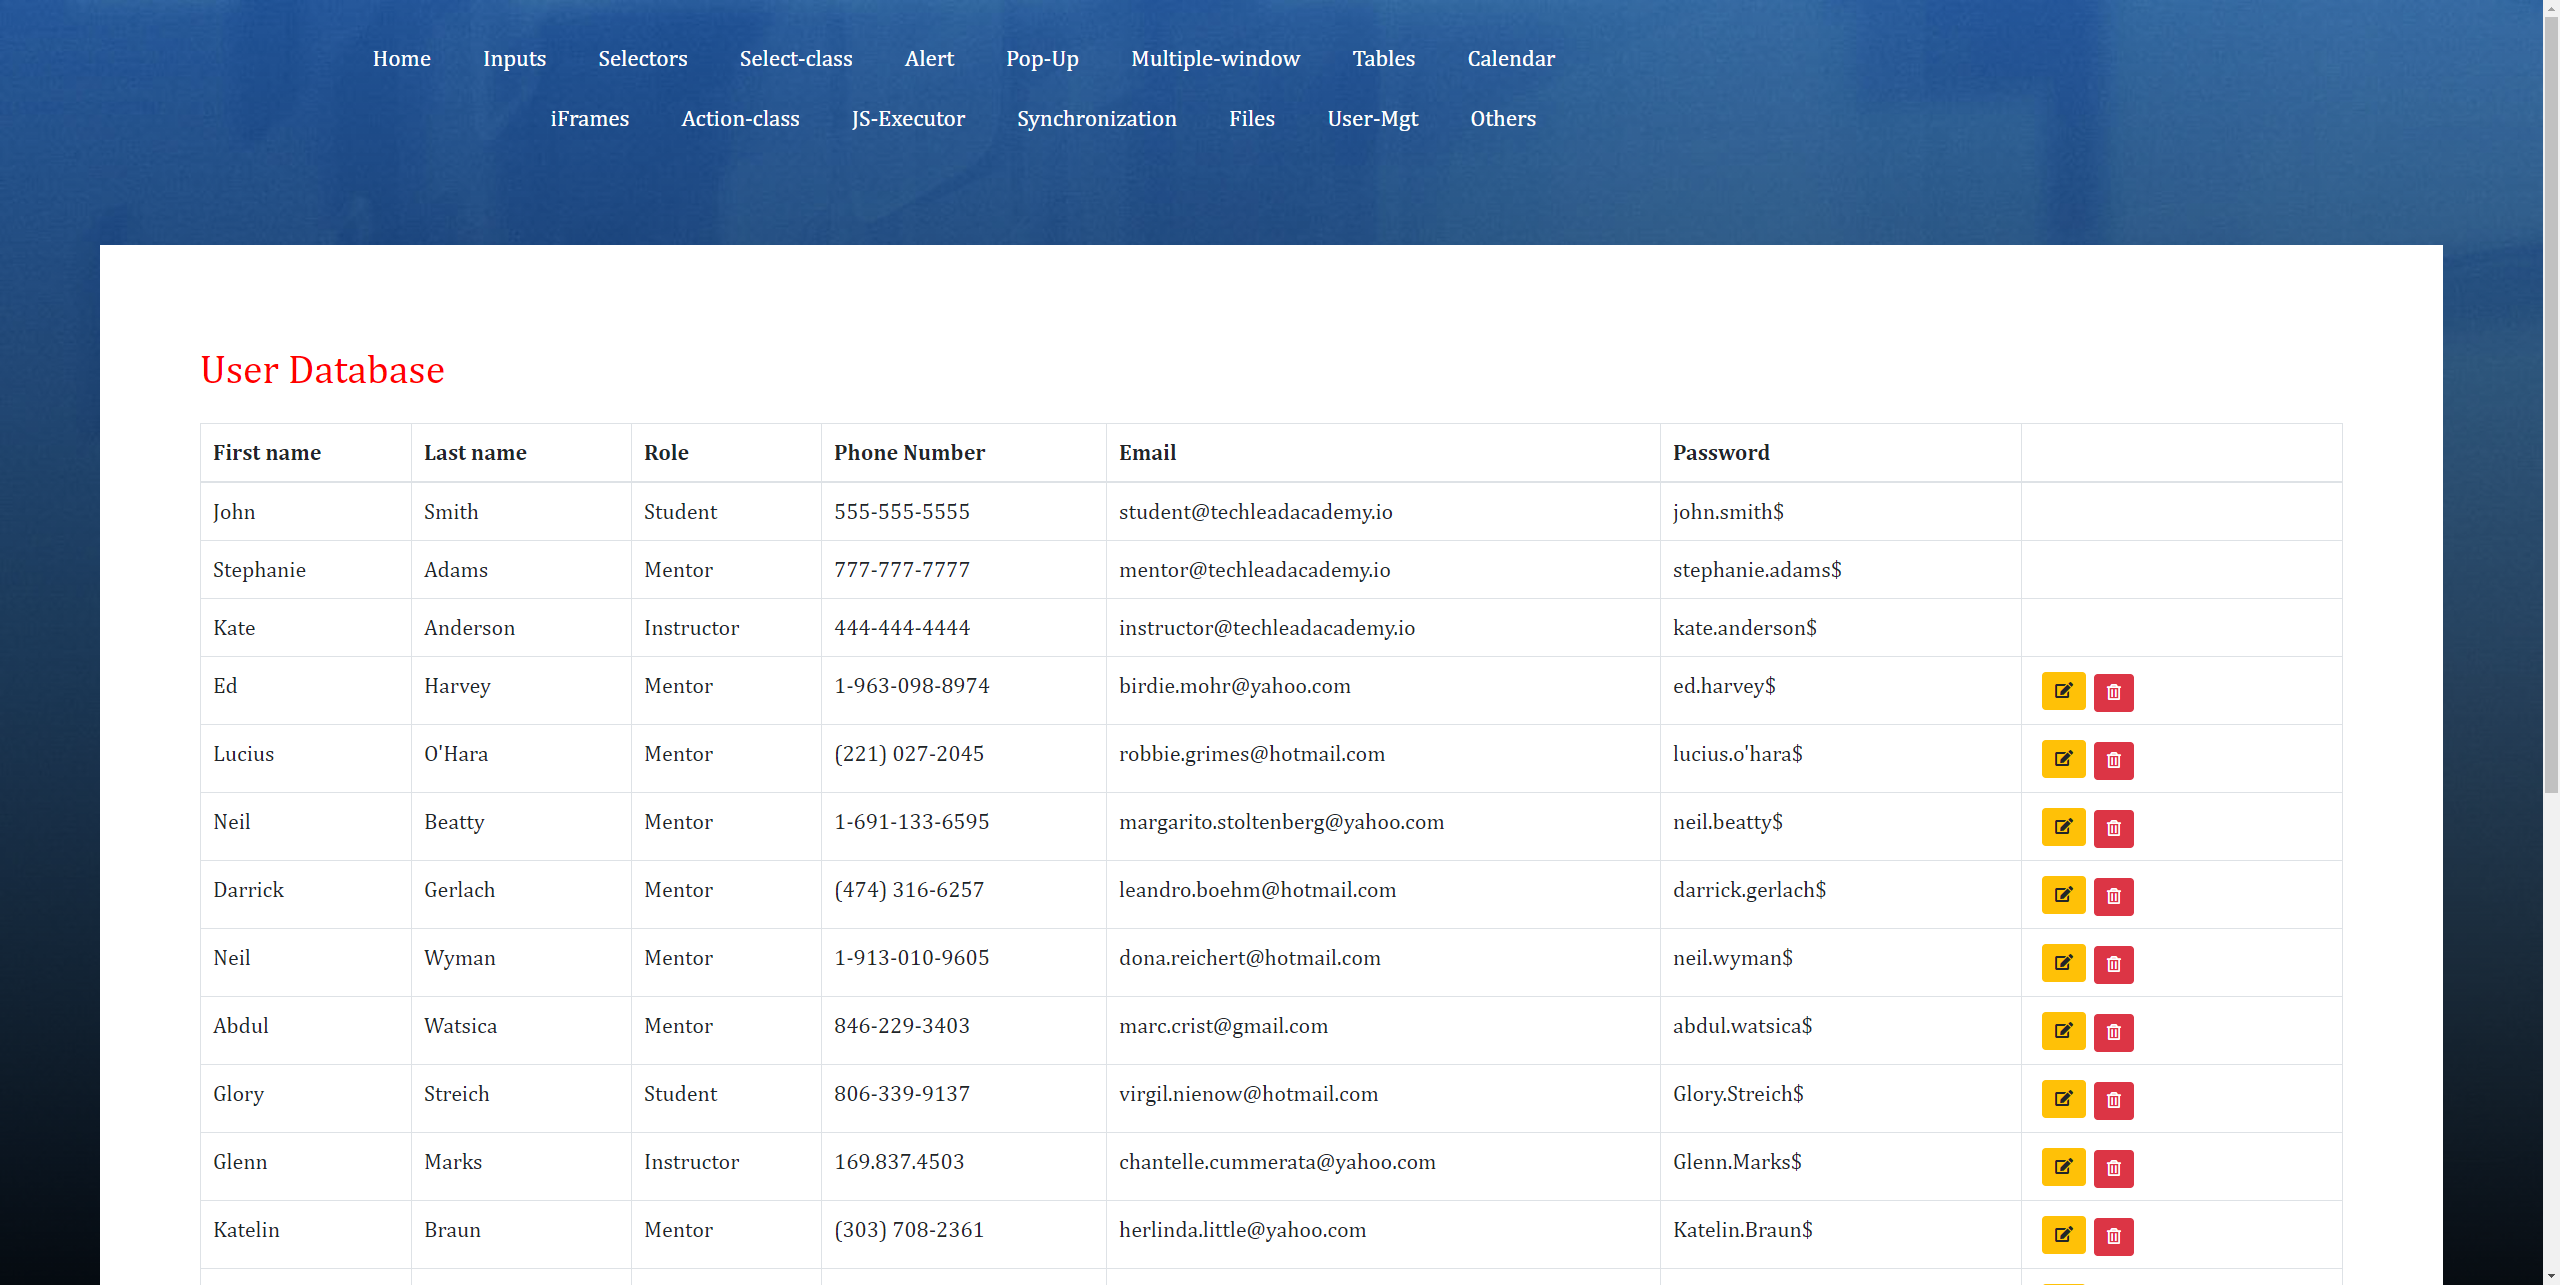 Home Inputs Selectors Select-class Alert Pop-Up Multiple-window Tables Calendar
iFrames Action-class JS-Executor Synchronization Files User-Mgt Others
User Database
First name Last name Role Phone Number Email Password
John Smith Student 555-555-5555 student@techleadacademy.io john.smith$
Stephanie Adams Mentor 777-777-7777 mentor@techleadacademy.io stephanie.adams$
Kate Anderson Instructor 444-444-4444 instructor@techleadacademy.io kate.anderson$
Ed Harvey Mentor 1-963-098-8974 birdie.mohr@yahoo.com ed.harvey$
Lucius O'Hara Mentor (221) 027-2045 robbie.grimes@hotmail.com lucius.o'hara$
Neil Beatty Mentor 1-691-133-6595 margarito.stoltenberg@yahoo.com neil.beatty$
Darrick Gerlach Mentor (474) 316-6257 leandro.boehm@hotmail.com darrick.gerlach$
Neil Wyman Mentor 1-913-010-9605 dona.reichert@hotmail.com neil.wyman$
Abdul Watsica Mentor 846-229-3403 marc.crist@gmail.com abdul.watsica$
Glory Streich Student 806-339-9137 virgil.nienow@hotmail.com Glory.Streich$
Glenn Marks Instructor 169.837.4503 chantelle.cummerata@yahoo.com Glenn.Marks$
Katelin Braun Mentor (303) 708-2361 herlinda.little@yahoo.com Katelin.Braun$